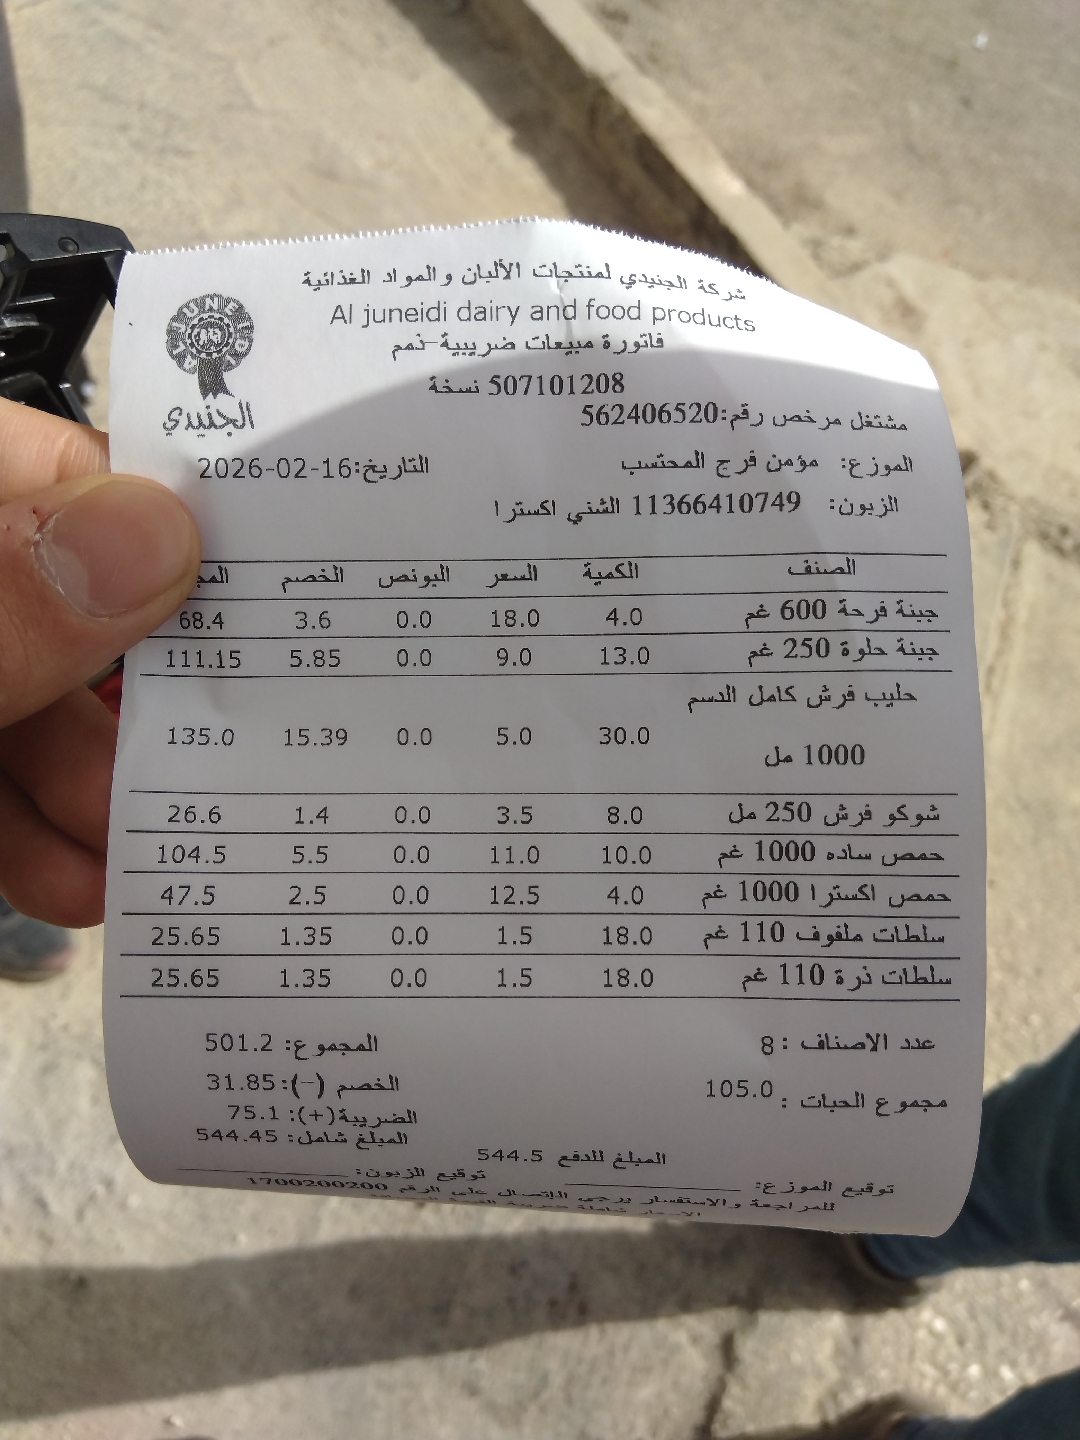 شركة الجنيدي لمنتجات الألبان و المواد الغذائية
Al juneidi dairy and food products
فاتورة مبيعات ضريبية-ذمم
الجنيدي
507101208 نسخة
مشتغل مرخص رقم:562406520
الموزع: مؤمن فرج المحتسب التاريخ:2026-02-16
الزبون: 11366410749 الشني اكسترا
الصنف الكمية السعر البونص الخصم
جبنة فرحة 600 غم 4.0 18.0 0.0 3.6 68.4
جبنة حلوة 250 غم 13.0 9.0 0.0 5.85 111.15
حليب فرش كامل الدسم
1000 مل 30.0 5.0 0.0 15.39 135.0
شوكو فرش 250 مل 8.0 3.5 0.0 1.4 26.6
حمص ساده 1000 غم 10.0 11.0 0.0 5.5 104.5
حمص اكسترا 1000 غم 4.0 12.5 0.0 2.5 47.5
سلطات ملفوف 110 غم 18.0 1.5 0.0 1.35 25.65
سلطات ذرة 110 غم 18.0 1.5 0.0 1.35 25.65
عدد الاصناف : 8 المجموع: 501.2
مجموع الحبات : 105.0 الخصم (-):31.85
الضريبة(+): 75.1
المبلغ شامل: 544.45
المبلغ للدفع 544.5
توقيع الموزع: توقيع الزبون:
للمراجعة والاستفسار يرجى الاتصال على الرقم 1700200200